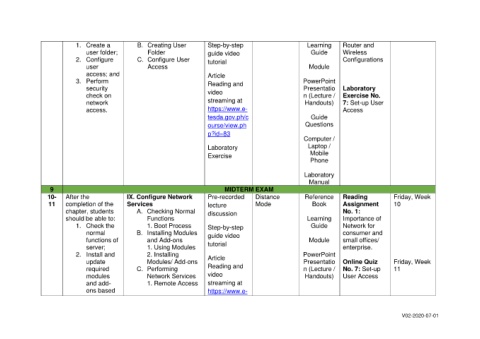 1. Create a user folder;
2. Configure user access; and
3. Perform security check on network access.
B. Creating User Folder
C. Configure User Access
Step-by-step
guide video
tutorial
Article
Reading and
video
streaming at
https://www.e-
tesda.gov.ph/c
ourse/view.ph
p?id=83
Laboratory
Exercise
Learning
Guide
Module
PowerPoint
Presentatio
n (Lecture /
Handouts)
Guide
Questions
Computer /
Laptop /
Mobile
Phone
Laboratory
Manual
Router and
Wireless
Configurations
Laboratory
Exercise No.
7: Set-up User
Access
9
MIDTERM EXAM
10-
11
After the
completion of the
chapter, students
should be able to:
1. Check the
normal
functions of
server;
2. Install and
update
required
modules
and add-
ons based
IX. Configure Network
Services
A. Checking Normal
Functions
1. Boot Process
B. Installing Modules
and Add-ons
1. Using Modules
2. Installing
Modules/ Add-ons
C. Performing
Network Services
1. Remote Access
Pre-recorded
lecture
discussion
Step-by-step
guide video
tutorial
Article
Reading and
video
streaming at
https://www.e-
Distance
Mode
Reference
Book
Learning
Guide
Module
PowerPoint
Presentatio
n (Lecture /
Handouts)
Reading
Assignment
No. 1:
Importance of
Network for
consumer and
small offices/
enterprise.
Online Quiz
No. 7: Set-up
User Access
Friday, Week
10
Friday, Week
11
V02-2020-07-01